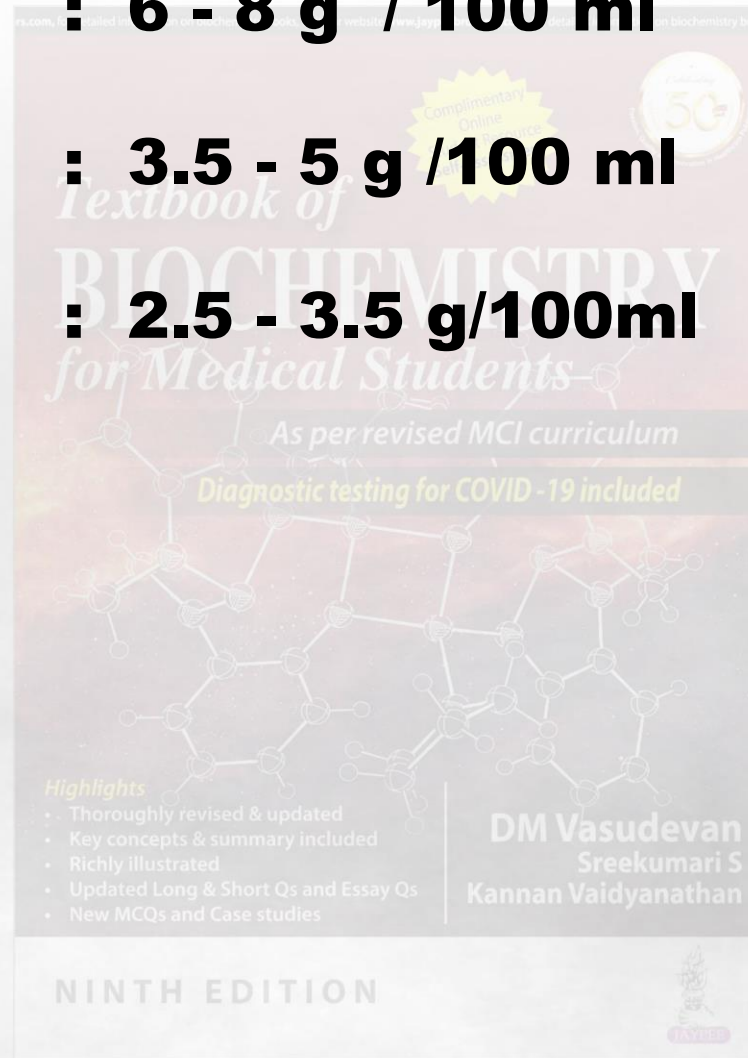 : 6 - 8 g / 100 ml
Complimentary
Online
: 3.5 - 5 g /100 ml
Textbook of
BIOCHEMISTRY
: 2.5 - 3.5 g/100ml
for Medical Students
As per revised MCI curriculum
Diagnostic testing for COVID -19 included
Highlights
• Thoroughly revised & updated
• Key concepts & summary included
• Richly illustrated
• Updated Long & Short Qs and Essay Qs
• New MCQs and Case studies
DM Vasudevan
Sreekumari S
Kannan Vaidyanathan
NINTH EDITION
JAYPEE